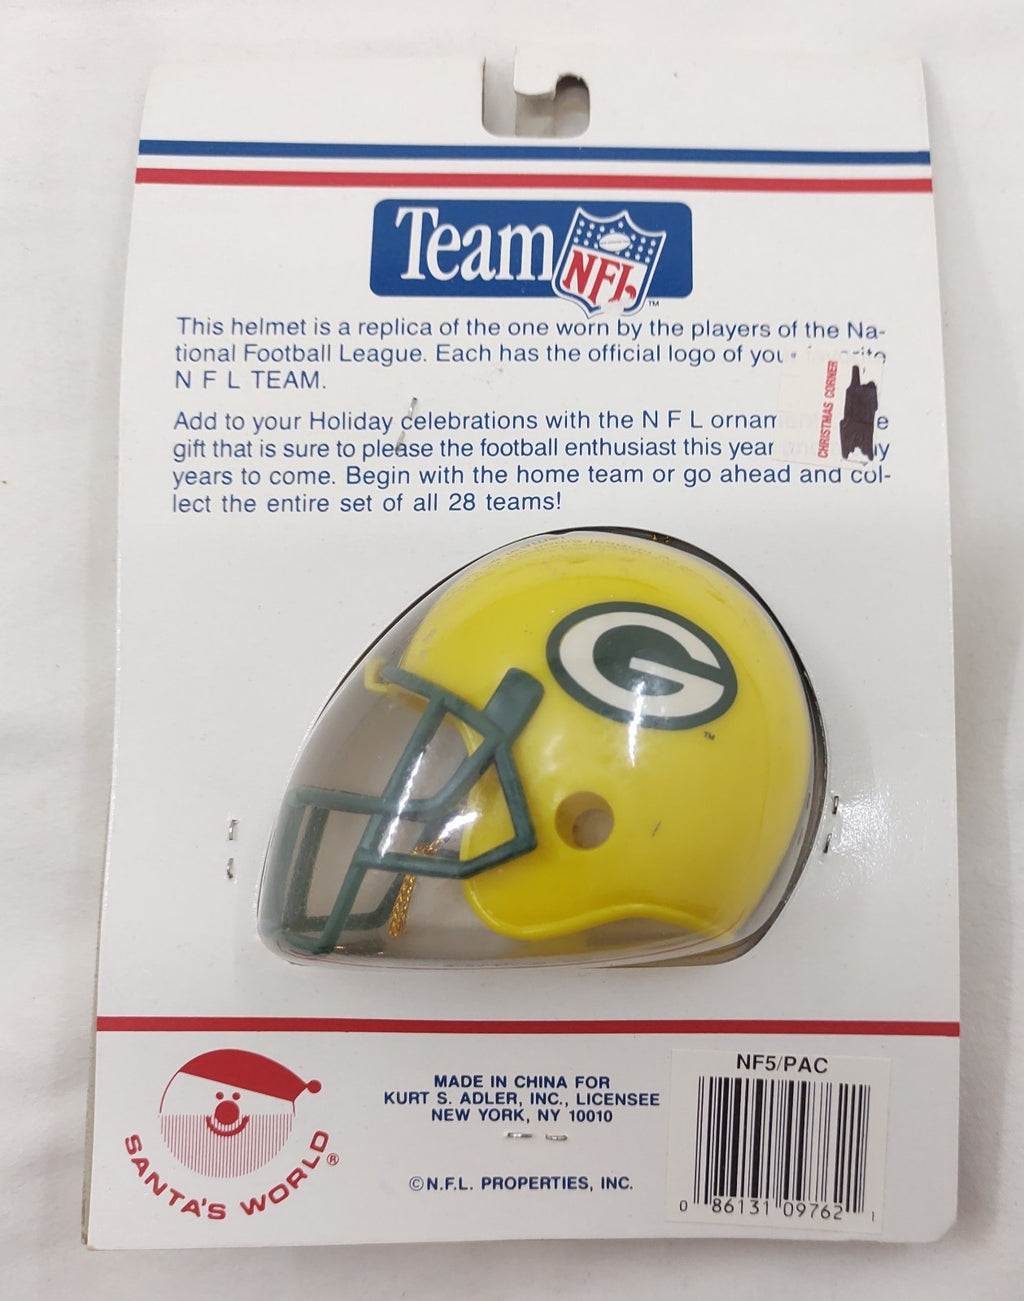 Team NFL ™
This helmet is a replica of the one worn by the players of the Na-
tional Football League. Each has the official logo of
N F L TEAM.
Add to your Holiday celebrations with the N F L
gift that is sure to please the football enthusiast this year
years to come. Begin with the home team or go ahead and col-
lect the entire set of all 28 teams!
CHRISTMAS CORNER
G
TM
NF5/PAC
MADE IN CHINA FOR
KURT S. ADLER, INC., LICENSEE
NEW YORK, NY 10010
©N.F.L. PROPERTIES, INC.
SANTA'S WORLD®
0 86131 09762 1